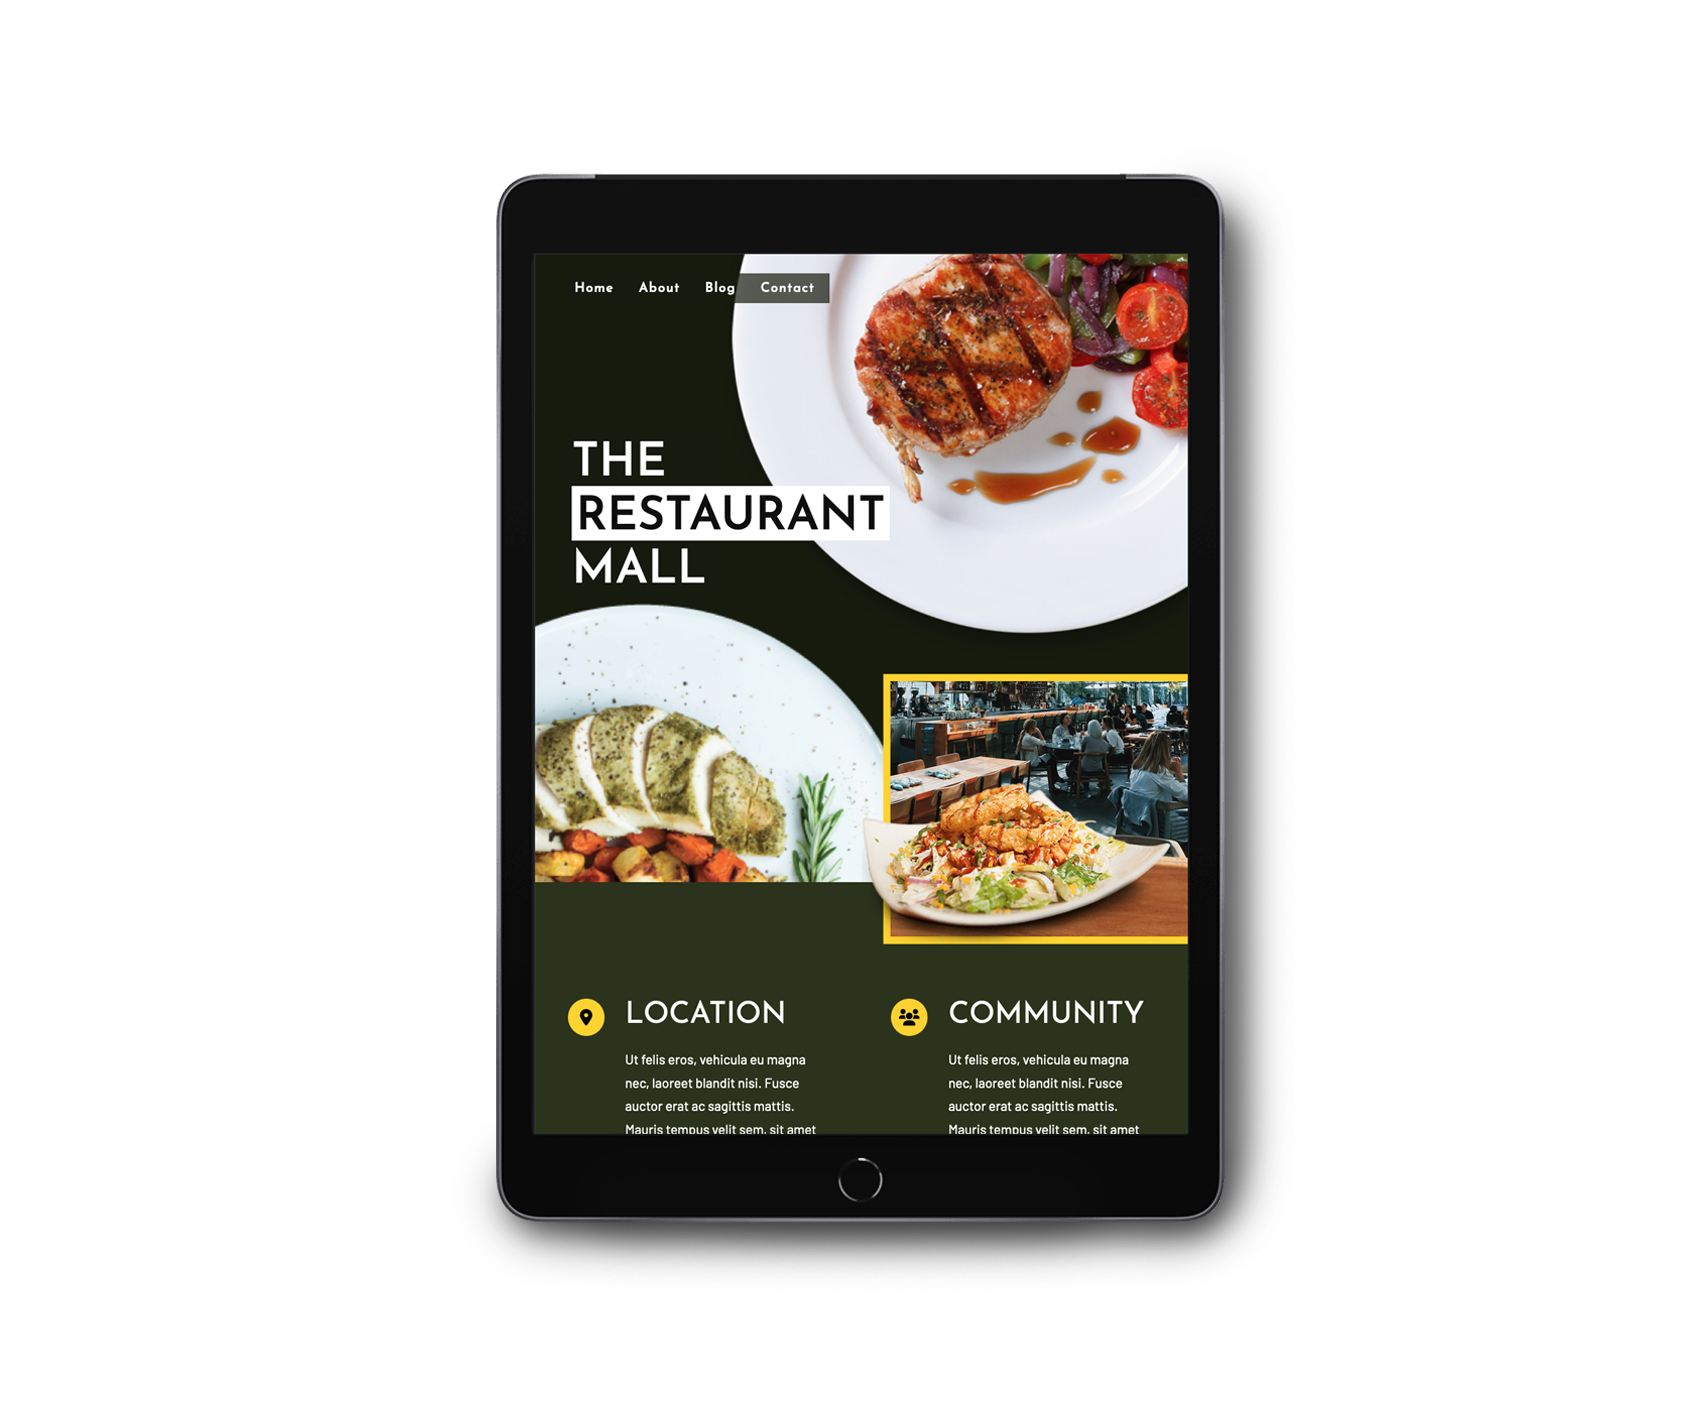 Home About Blog Contact
THE
RESTAURANT
MALL
LOCATION
Ut felis eros, vehicula eu magna
nec, laoreet blandit nisi. Fusce
auctor erat ac sagittis mattis.
Mauris tempus velit sem, sit amet
COMMUNITY
Ut felis eros, vehicula eu magna
nec, laoreet blandit nisi. Fusce
auctor erat ac sagittis mattis.
Mauris tempus velit sem, sit amet